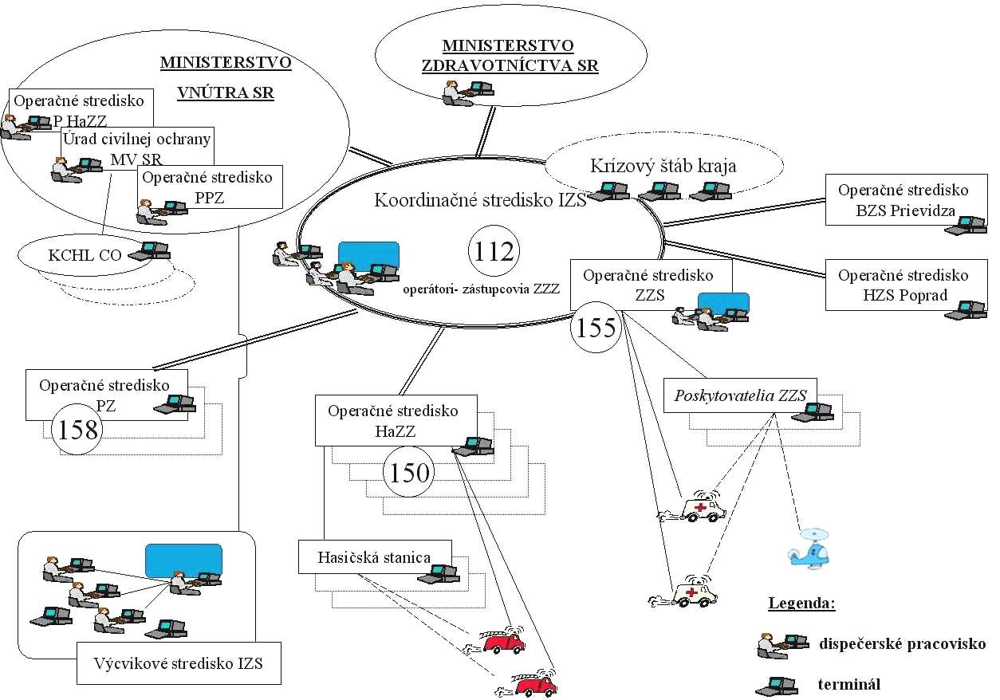 MINISTERSTVO
ZDRAVOTNÍCTVA SR
MINISTERSTVO
VNÚTRA SR
Operačné stredisko
P HaZZ
Úrad civilnej ochrany
MV SR
Operačné stredisko
PPZ
KCHL CO
Krízový štáb kraja
Koordinačné stredisko IZS
112
operátori- zástupcovia ZZZ
Operačné stredisko
BZS Prievidza
Operačné stredisko
HZS Poprad
Operačné stredisko
ZZS
155
Operačné stredisko
PZ
158
Operačné stredisko
HaZZ
150
Poskytovatelia ZZS
Hasičská stanica
Výcvikové stredisko IZS
Legenda:
dispečerské pracovisko
terminál